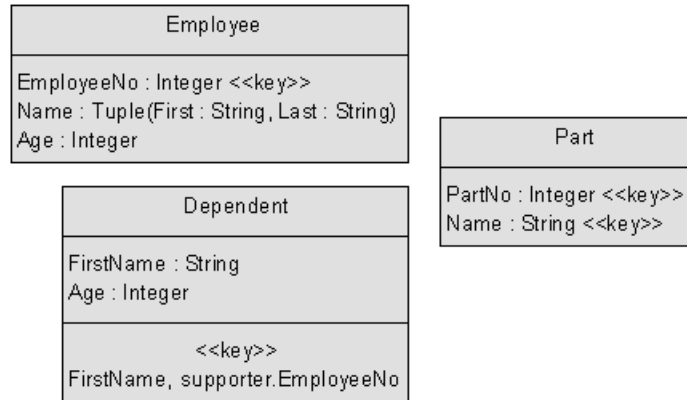 Employee
EmployeeNo : Integer <<key>>
Name : Tuple(First : String, Last : String)
Age : Integer
Part
PartNo : Integer <<key>>
Name : String <<key>>
Dependent
FirstName : String
Age : Integer
<<key>>
FirstName, supporter.EmployeeNo